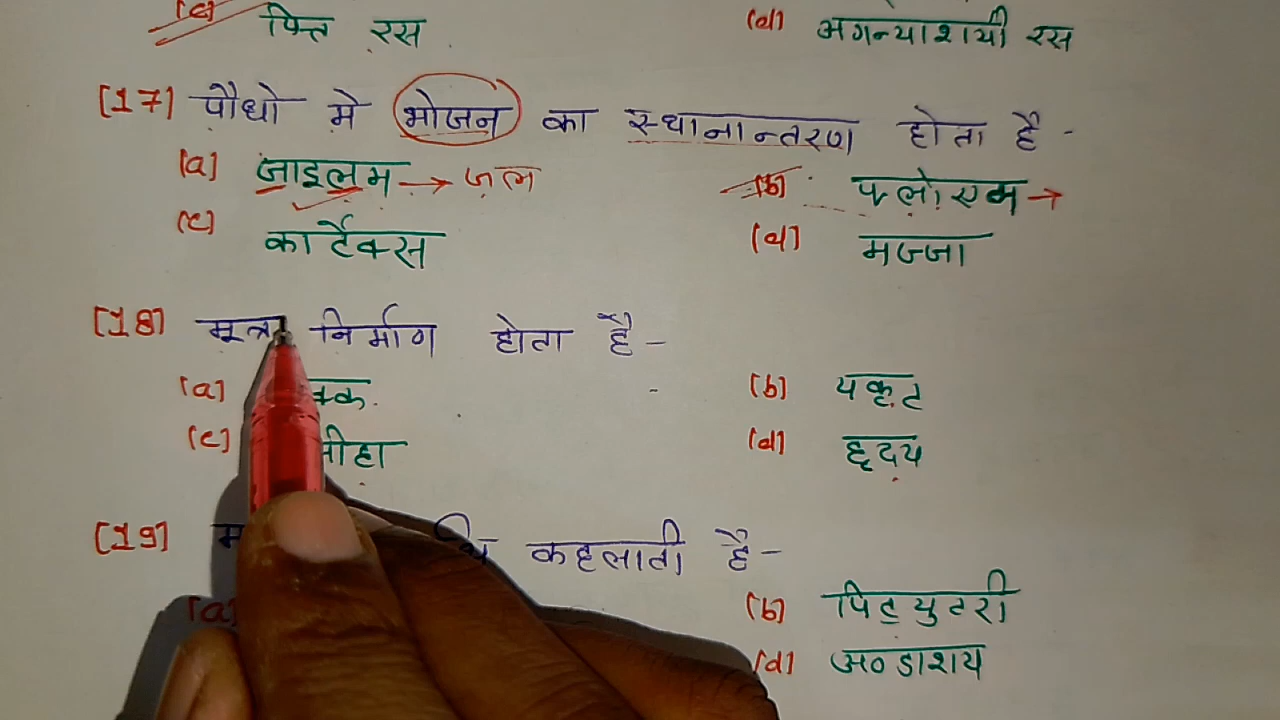 (c) पित्त रस (d) अगन्याशयी रस
[17] पौधो मे भोजन का स्थानान्तरण होता है -
(a) जाइलम → जल (b) फ्लोएम →
(c) कार्टेक्स (d) मज्जा
[18] मूत्र निर्माण होता है -
(a) (b) यकृट
(c) (d) हृदय
[19] कहलाती है -
(a) (b) पिट्युटरी
(d) अण्डाशय